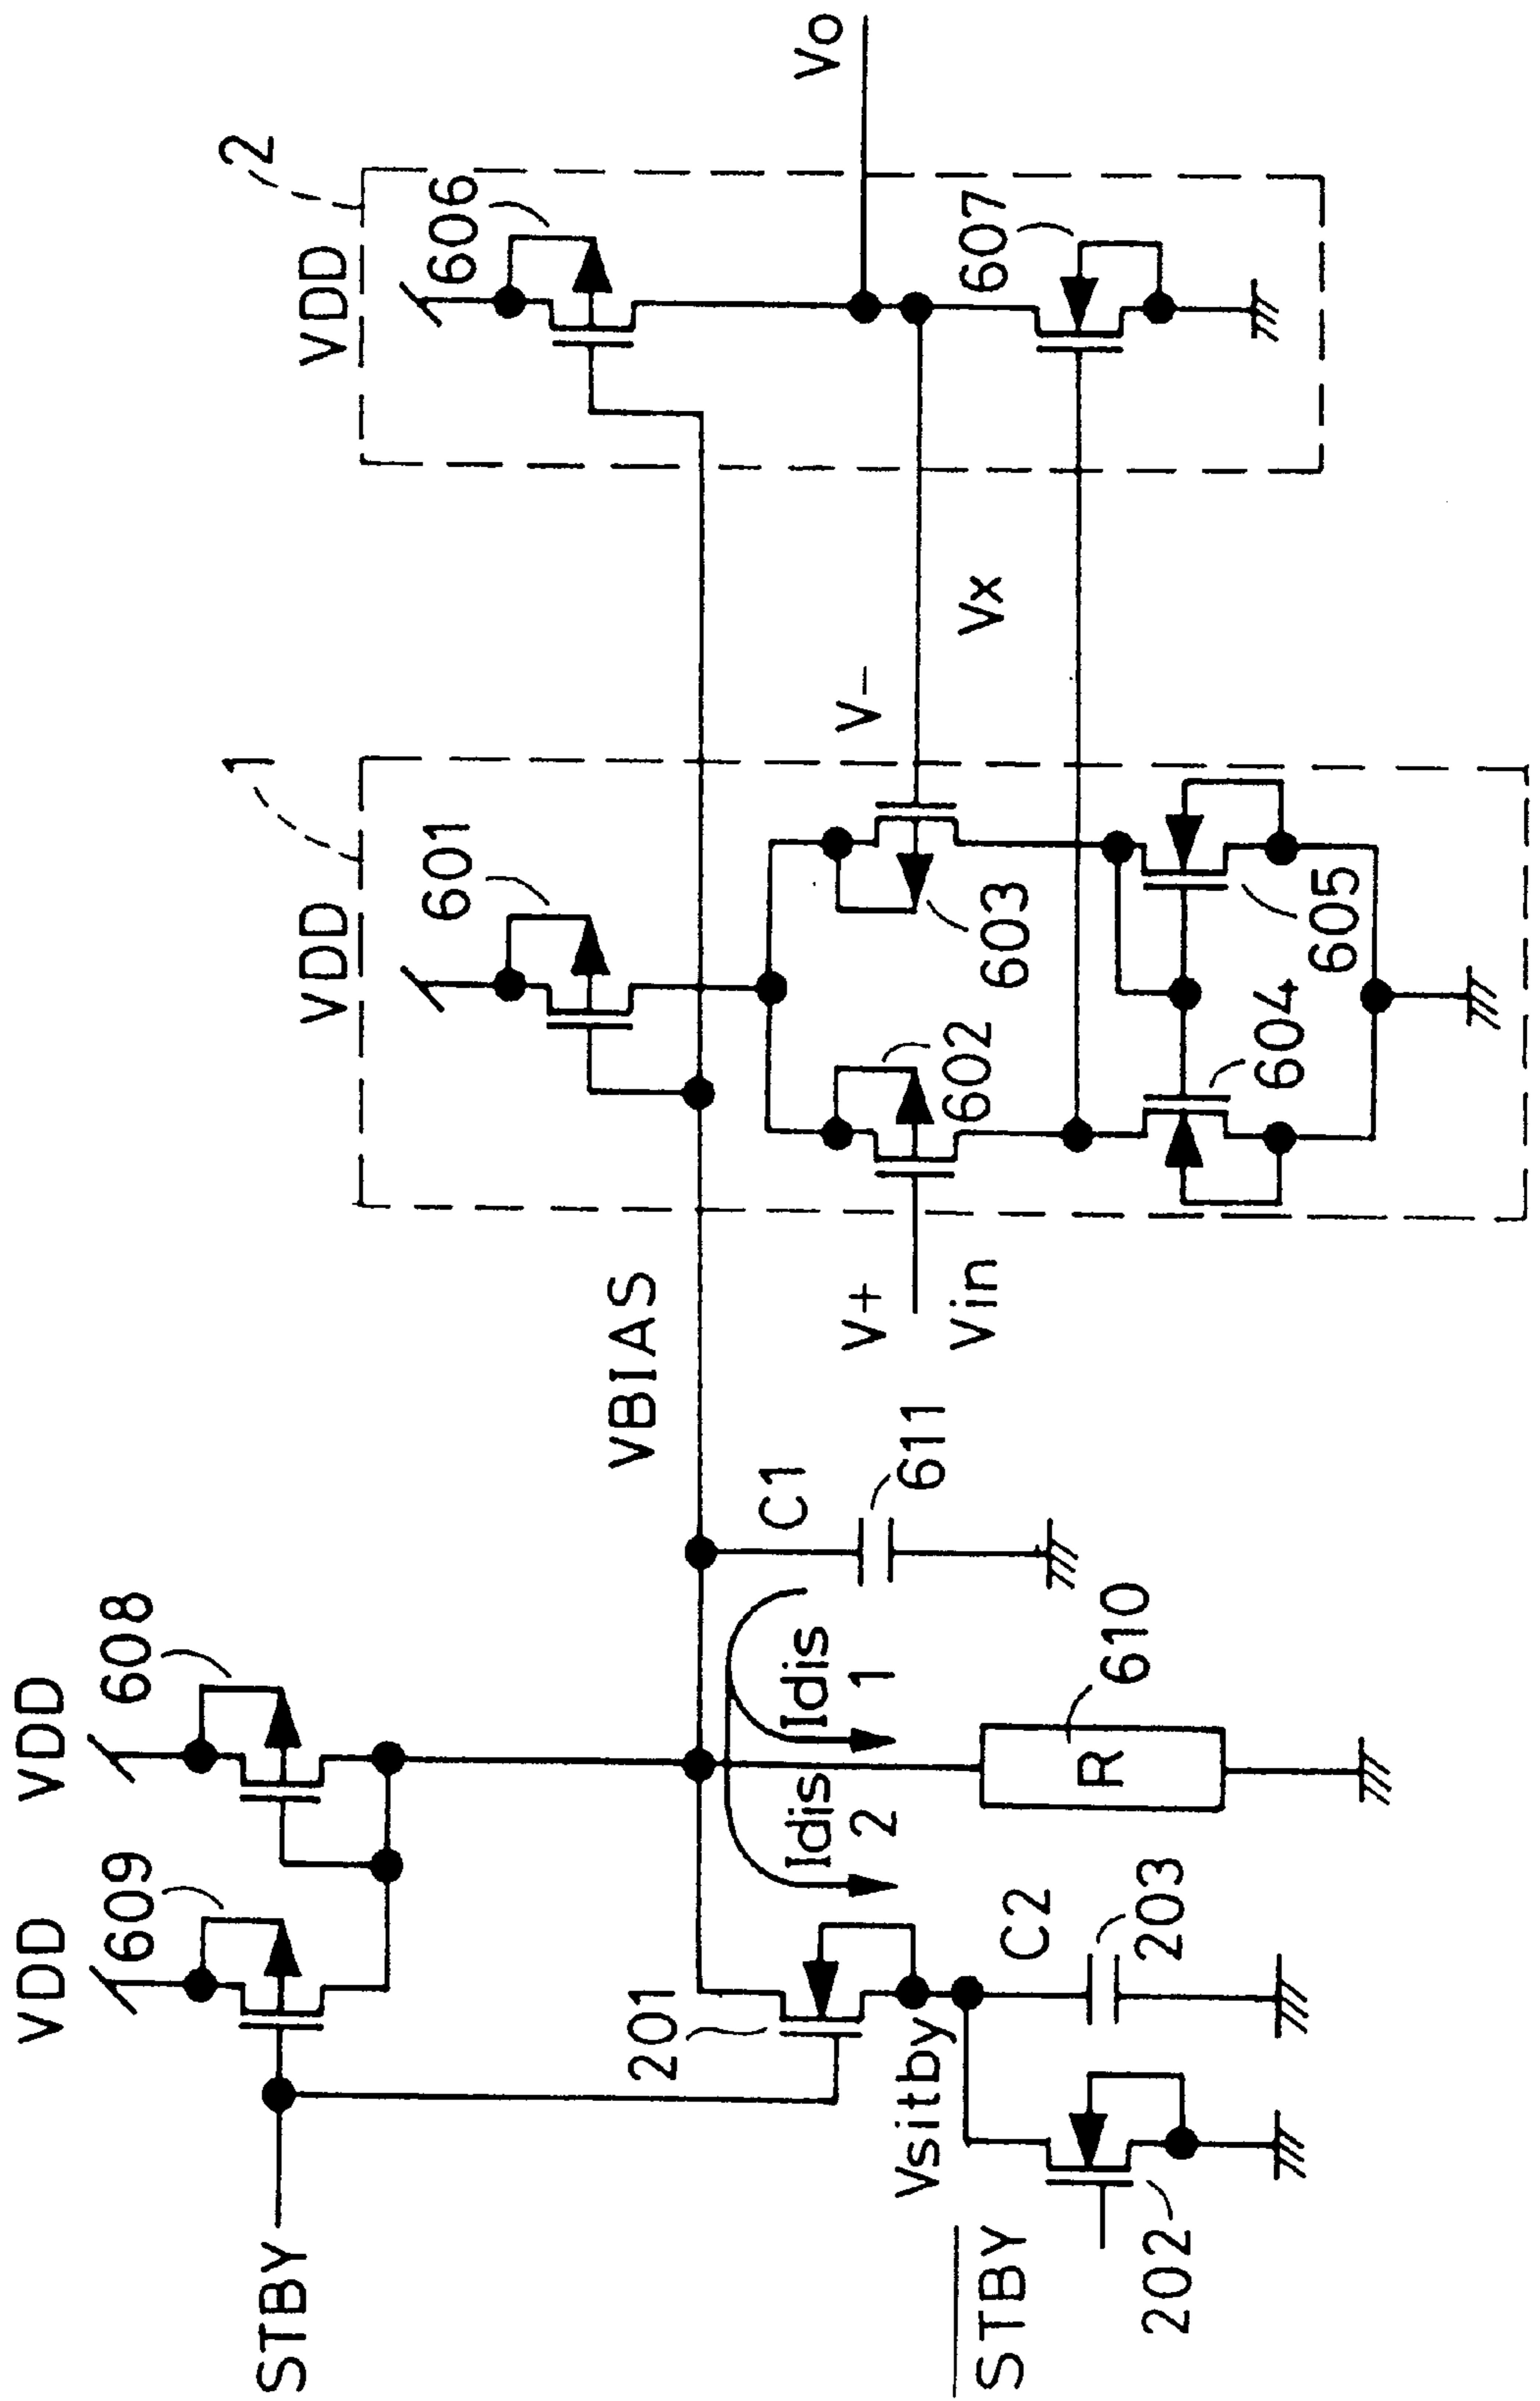 VDD
VDD
609
608
STBY
201
Vsitby
STBY
202
C2
203
Idis
2
Idis
1
R
610
C1
611
VBIAS
V+
Vin
1
VDD
601
602
603
604
605
V-
Vx
2
VDD
606
607
Vo